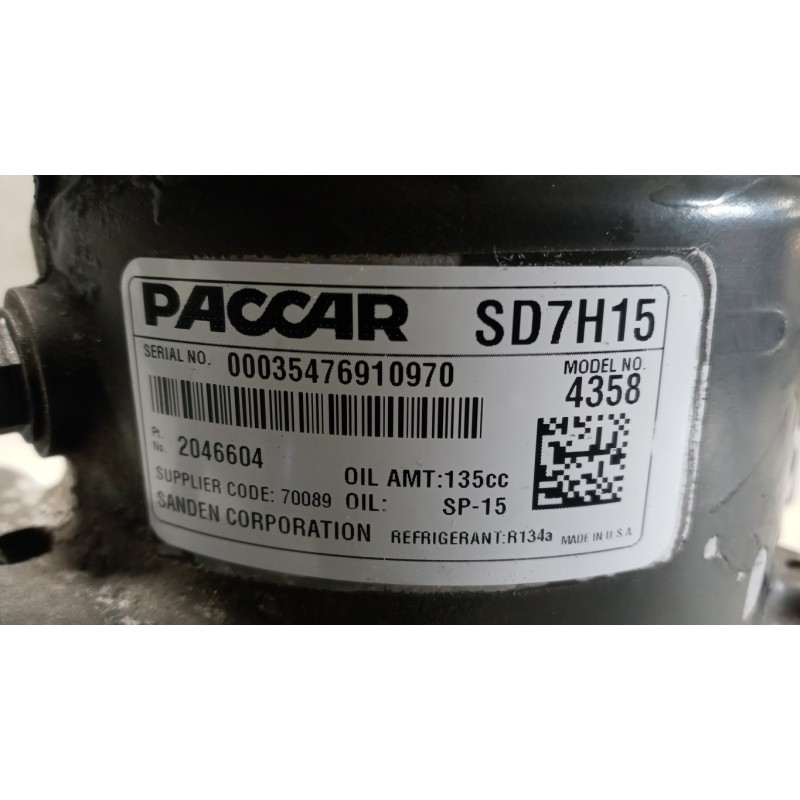 PACCAR SD7H15
SERIAL NO. 00035476910970
MODEL NO.
4358
Pt. No. 2046604
OIL AMT:135cc
SUPPLIER CODE: 70089 OIL: SP-15
SANDEN CORPORATION REFRIGERANT:R134a MADE IN U.S.A.